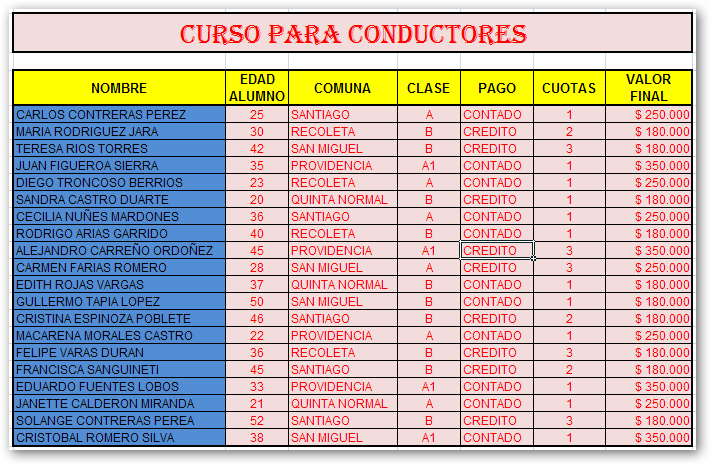 CURSO PARA CONDUCTORES
NOMBRE EDAD ALUMNO COMUNA CLASE PAGO CUOTAS VALOR FINAL
CARLOS CONTRERAS PEREZ 25 SANTIAGO A CONTADO 1 $ 250.000
MARIA RODRIGUEZ JARA 30 RECOLETA B CREDITO 2 $ 180.000
TERESA RIOS TORRES 42 SAN MIGUEL B CREDITO 3 $ 180.000
JUAN FIGUEROA SIERRA 35 PROVIDENCIA A1 CONTADO 1 $ 350.000
DIEGO TRONCOSO BERRIOS 23 RECOLETA A CONTADO 1 $ 250.000
SANDRA CASTRO DUARTE 20 QUINTA NORMAL B CREDITO 1 $ 180.000
CECILIA NUÑES MARDONES 36 SANTIAGO A CONTADO 1 $ 250.000
RODRIGO ARIAS GARRIDO 40 RECOLETA B CONTADO 1 $ 180.000
ALEJANDRO CARREÑO ORDOÑEZ 45 PROVIDENCIA A1 CREDITO 3 $ 350.000
CARMEN FARIAS ROMERO 28 SAN MIGUEL A CREDITO 3 $ 250.000
EDITH ROJAS VARGAS 37 QUINTA NORMAL B CONTADO 1 $ 180.000
GULLERMO TAPIA LOPEZ 50 SAN MIGUEL B CONTADO 1 $ 180.000
CRISTINA ESPINOZA POBLETE 46 SANTIAGO B CREDITO 2 $ 180.000
MACARENA MORALES CASTRO 22 PROVIDENCIA A CONTADO 1 $ 250.000
FELIPE VARAS DURAN 36 RECOLETA B CREDITO 3 $ 180.000
FRANCISCA SANGUINETI 45 SANTIAGO B CREDITO 2 $ 180.000
EDUARDO FUENTES LOBOS 33 PROVIDENCIA A1 CONTADO 1 $ 350.000
JANETTE CALDERON MIRANDA 21 QUINTA NORMAL A CONTADO 1 $ 250.000
SOLANGE CONTRERAS PEREA 52 SANTIAGO B CREDITO 3 $ 180.000
CRISTOBAL ROMERO SILVA 38 SAN MIGUEL A1 CONTADO 1 $ 350.000